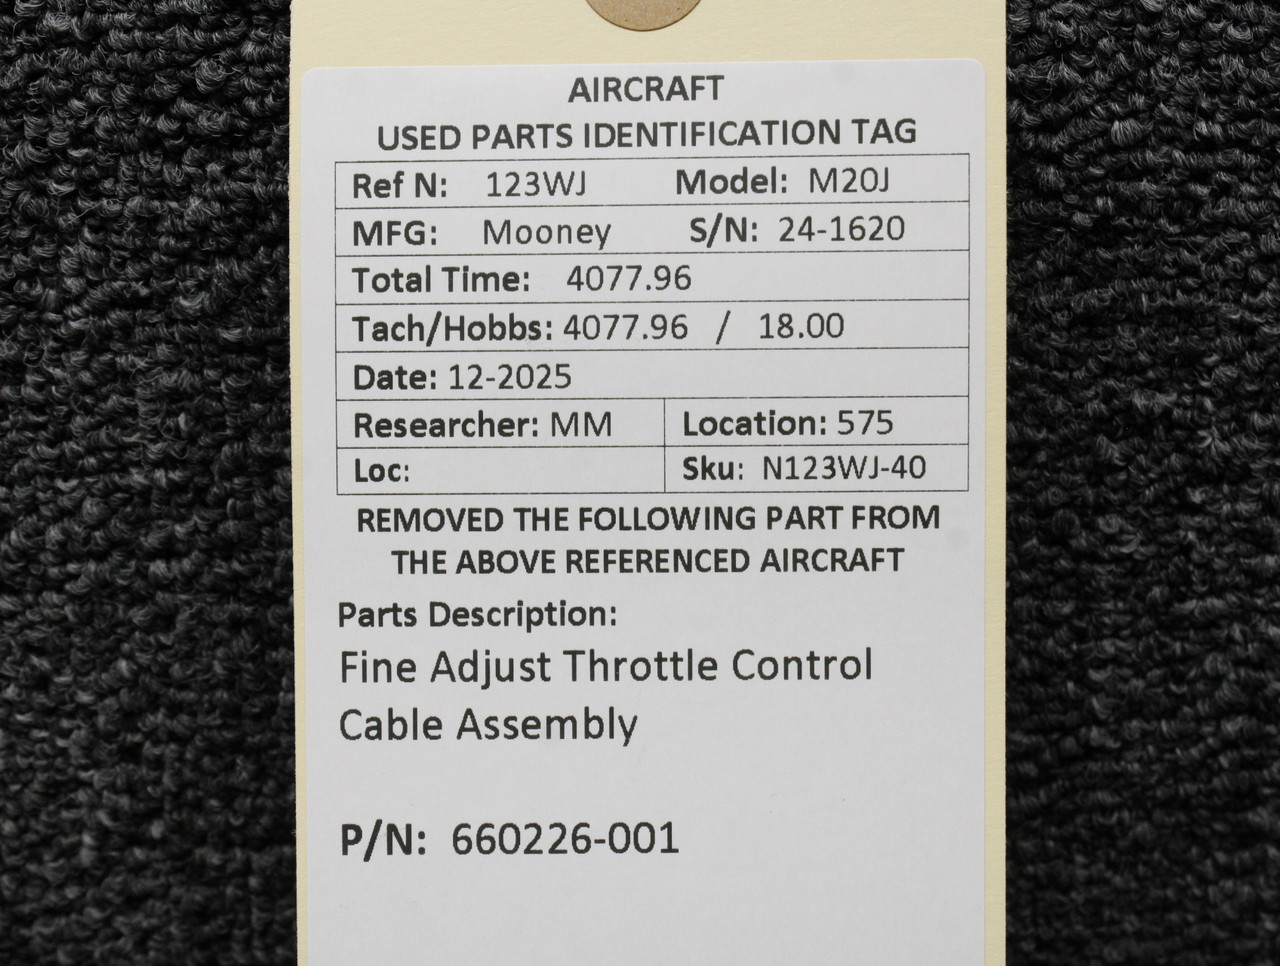 AIRCRAFT
USED PARTS IDENTIFICATION TAG
Ref N: 123WJ Model: M20J
MFG: Mooney S/N: 24-1620
Total Time: 4077.96
Tach/Hobbs: 4077.96 / 18.00
Date: 12-2025
Researcher: MM Location: 575
Loc: Sku: N123WJ-40
REMOVED THE FOLLOWING PART FROM
THE ABOVE REFERENCED AIRCRAFT
Parts Description:
Fine Adjust Throttle Control
Cable Assembly
P/N: 660226-001